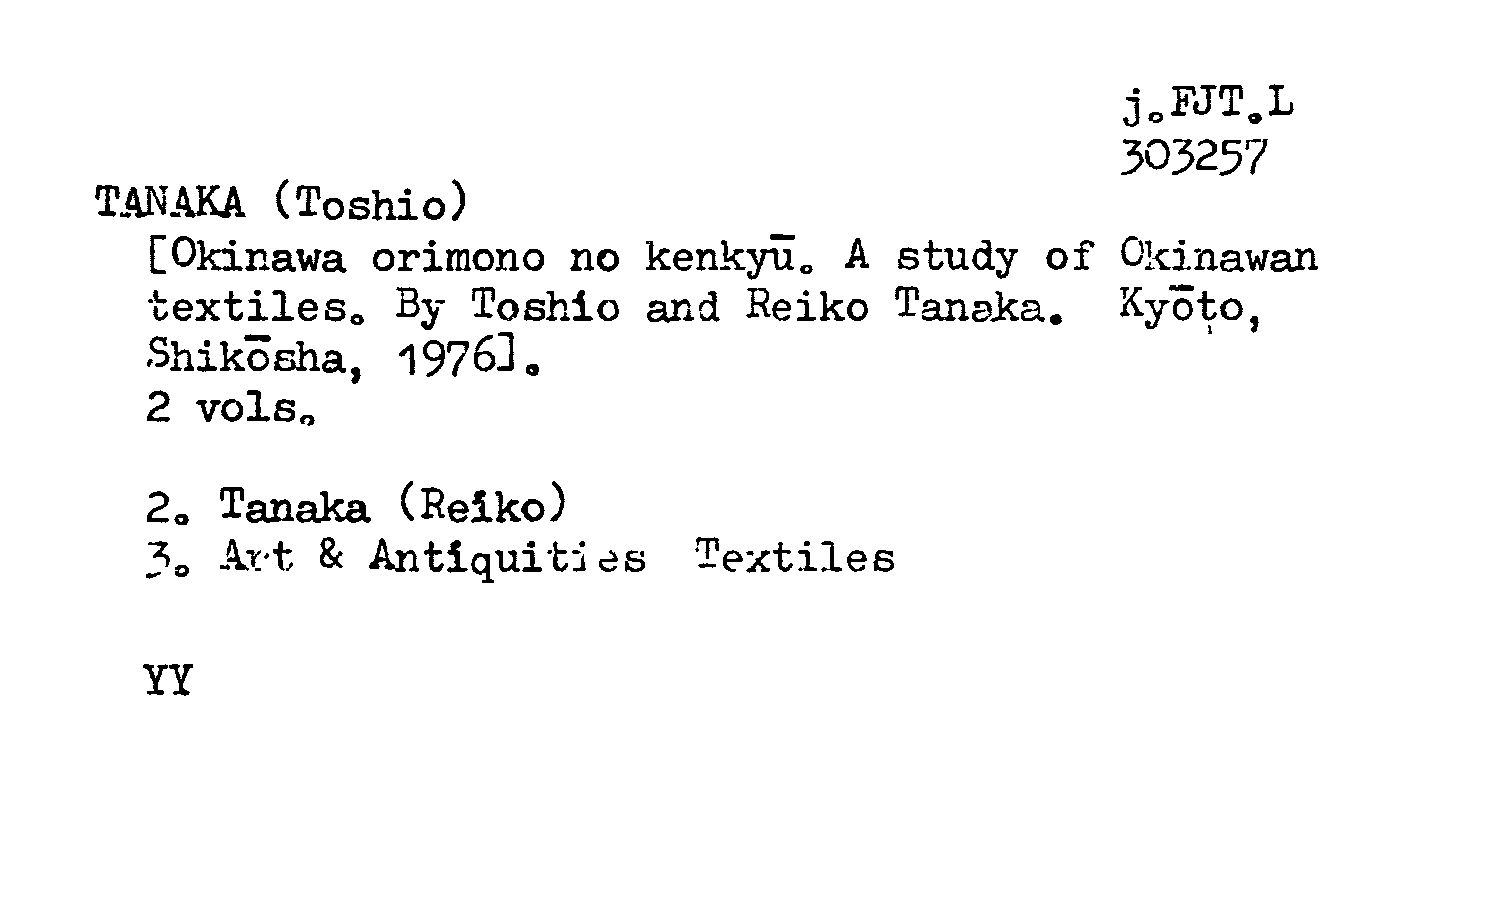 j.FJT.L
303257
TANAKA (Toshio)
[Okinawa orimono no kenkyū. A study of Okinawan
textiles. By Toshio and Reiko Tanaka. Kyōto,
Shikōsha, 1976].
2 vols.
2. Tanaka (Reiko)
3. Art & Antiquities Textiles
YY